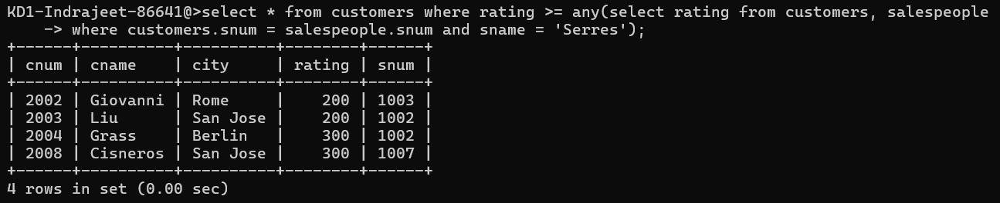 KD1-Indrajeet-86641@>select * from customers where rating >= any(select rating from customers, salespeople
    -> where customers.snum = salespeople.snum and sname = 'Serres');
+------+----------+----------+--------+------+
| cnum | cname    | city     | rating | snum |
+------+----------+----------+--------+------+
| 2002 | Giovanni | Rome     |    200 | 1003 |
| 2003 | Liu      | San Jose |    200 | 1002 |
| 2004 | Grass    | Berlin   |    300 | 1002 |
| 2008 | Cisneros | San Jose |    300 | 1007 |
+------+----------+----------+--------+------+
4 rows in set (0.00 sec)